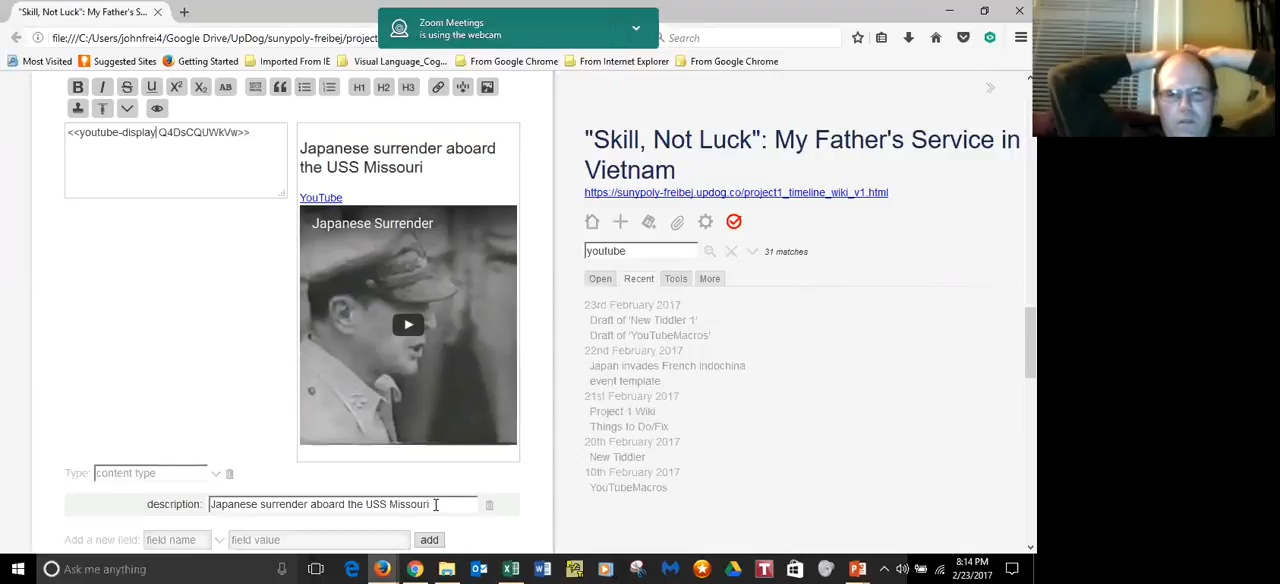 "Skill, Not Luck": My Father's S...
Zoom Meetings
is using the webcam
file:///C:/Users/johnfrei4/Google Drive/UpDog/sunypoly-freibej/project
Search
Most Visited Suggested Sites Getting Started Imported From IE Visual Language_Cog... From Google Chrome From Internet Explorer From Google Chrome
B I S U X² X₂ AB H1 H2 H3
<<youtube-display Q4DsCQUWkVw>>
Japanese surrender aboard
the USS Missouri
YouTube
Japanese Surrender
Type: content type
description: Japanese surrender aboard the USS Missouri
Add a new field: field name field value add
"Skill, Not Luck": My Father's Service in
Vietnam
https://sunypoly-freibej.updog.co/project1_timeline_wiki_v1.html
youtube 31 matches
Open Recent Tools More
23rd February 2017
Draft of 'New Tiddler 1'
Draft of 'YouTubeMacros'
22nd February 2017
Japan invades French Indochina
event template
21st February 2017
Project 1 Wiki
Things to Do/Fix
20th February 2017
New Tiddler
10th February 2017
YouTubeMacros
Ask me anything
8:14 PM
2/23/2017